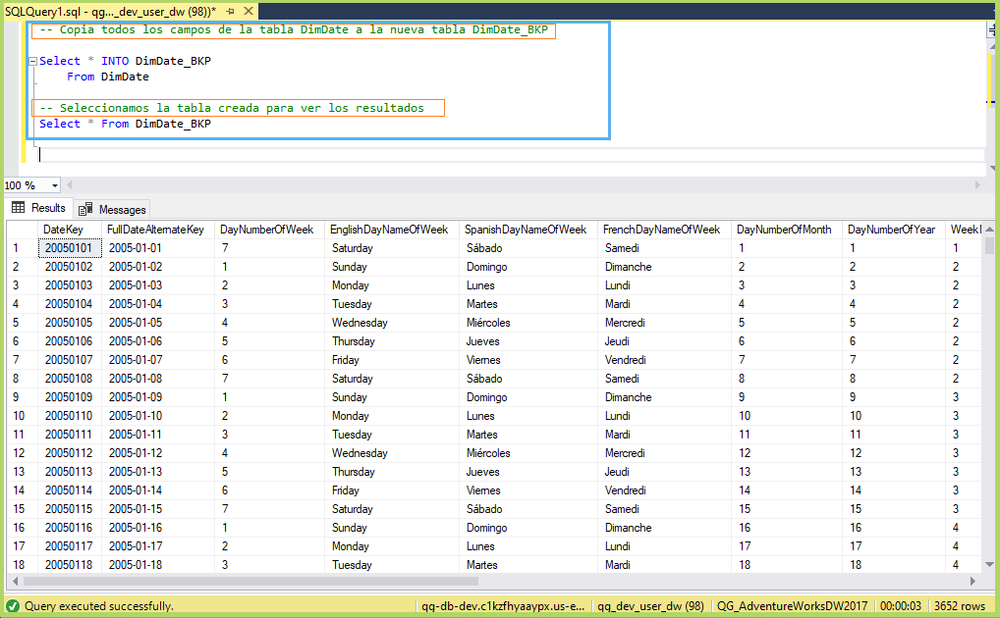 SQLQuery1.sql - qg..._dev_user_dw (98))*
-- Copia todos los campos de la tabla DimDate a la nueva tabla DimDate_BKP
Select * INTO DimDate_BKP
From DimDate
-- Seleccionamos la tabla creada para ver los resultados
Select * From DimDate_BKP
100 %
Results Messages
DateKey FullDateAlternateKey DayNumberOfWeek EnglishDayNameOfWeek SpanishDayNameOfWeek FrenchDayNameOfWeek DayNumberOfMonth DayNumberOfYear
1 20050101 2005-01-01 7 Saturday Sábado Samedi 1 1 1
2 20050102 2005-01-02 1 Sunday Domingo Dimanche 2 2 2
3 20050103 2005-01-03 2 Monday Lunes Lundi 3 3 2
4 20050104 2005-01-04 3 Tuesday Martes Mardi 4 4 2
5 20050105 2005-01-05 4 Wednesday Miércoles Mercredi 5 5 2
6 20050106 2005-01-06 5 Thursday Jueves Jeudi 6 6 2
7 20050107 2005-01-07 6 Friday Viernes Vendredi 7 7 2
8 20050108 2005-01-08 7 Saturday Sábado Samedi 8 8 2
9 20050109 2005-01-09 1 Sunday Domingo Dimanche 9 9 3
10 20050110 2005-01-10 2 Monday Lunes Lundi 10 10 3
11 20050111 2005-01-11 3 Tuesday Martes Mardi 11 11 3
12 20050112 2005-01-12 4 Wednesday Miércoles Mercredi 12 12 3
13 20050113 2005-01-13 5 Thursday Jueves Jeudi 13 13 3
14 20050114 2005-01-14 6 Friday Viernes Vendredi 14 14 3
15 20050115 2005-01-15 7 Saturday Sábado Samedi 15 15 3
16 20050116 2005-01-16 1 Sunday Domingo Dimanche 16 16 4
17 20050117 2005-01-17 2 Monday Lunes Lundi 17 17 4
18 20050118 2005-01-18 3 Tuesday Martes Mardi 18 18 4
Query executed successfully. qg-db-dev.c1kzfhyaaypx.us-e... qg_dev_user_dw (98) QG_AdventureWorksDW2017 00:00:03 3652 rows